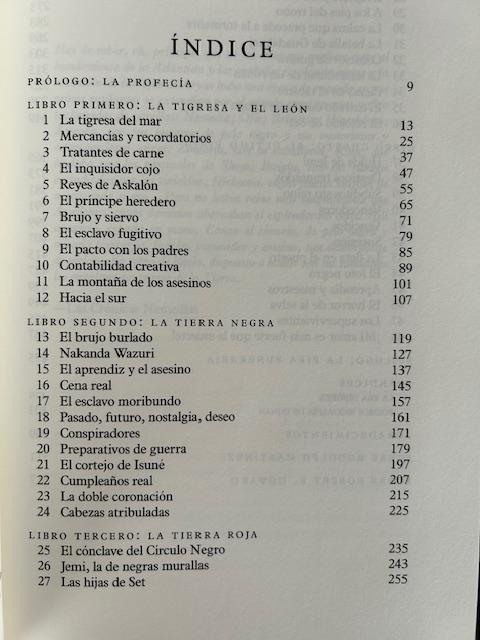 ÍNDICE
PRÓLOGO: LA PROFECÍA 9
LIBRO PRIMERO: LA TIGRESA Y EL LEÓN
1 La tigresa del mar 13
2 Mercancías y recordatorios 25
3 Tratantes de carne 37
4 El inquisidor cojo 47
5 Reyes de Askalón 55
6 El príncipe heredero 65
7 Brujo y siervo 71
8 El esclavo fugitivo 79
9 El pacto con los padres 85
10 Contabilidad creativa 89
11 La montaña de los asesinos 101
12 Hacia el sur 107
LIBRO SEGUNDO: LA TIERRA NEGRA
13 El brujo burlado 119
14 Nakanda Wazuri 127
15 El aprendiz y el asesino 137
16 Cena real 145
17 El esclavo moribundo 157
18 Pasado, futuro, nostalgia, deseo 161
19 Conspiradores 171
20 Preparativos de guerra 179
21 El cortejo de Isuné 197
22 Cumpleaños real 207
23 La doble coronación 215
24 Cabezas atribuladas 225
LIBRO TERCERO: LA TIERRA ROJA
25 El cónclave del Circulo Negro 235
26 Jemi, la de negras murallas 243
27 Las hijas de Set 255